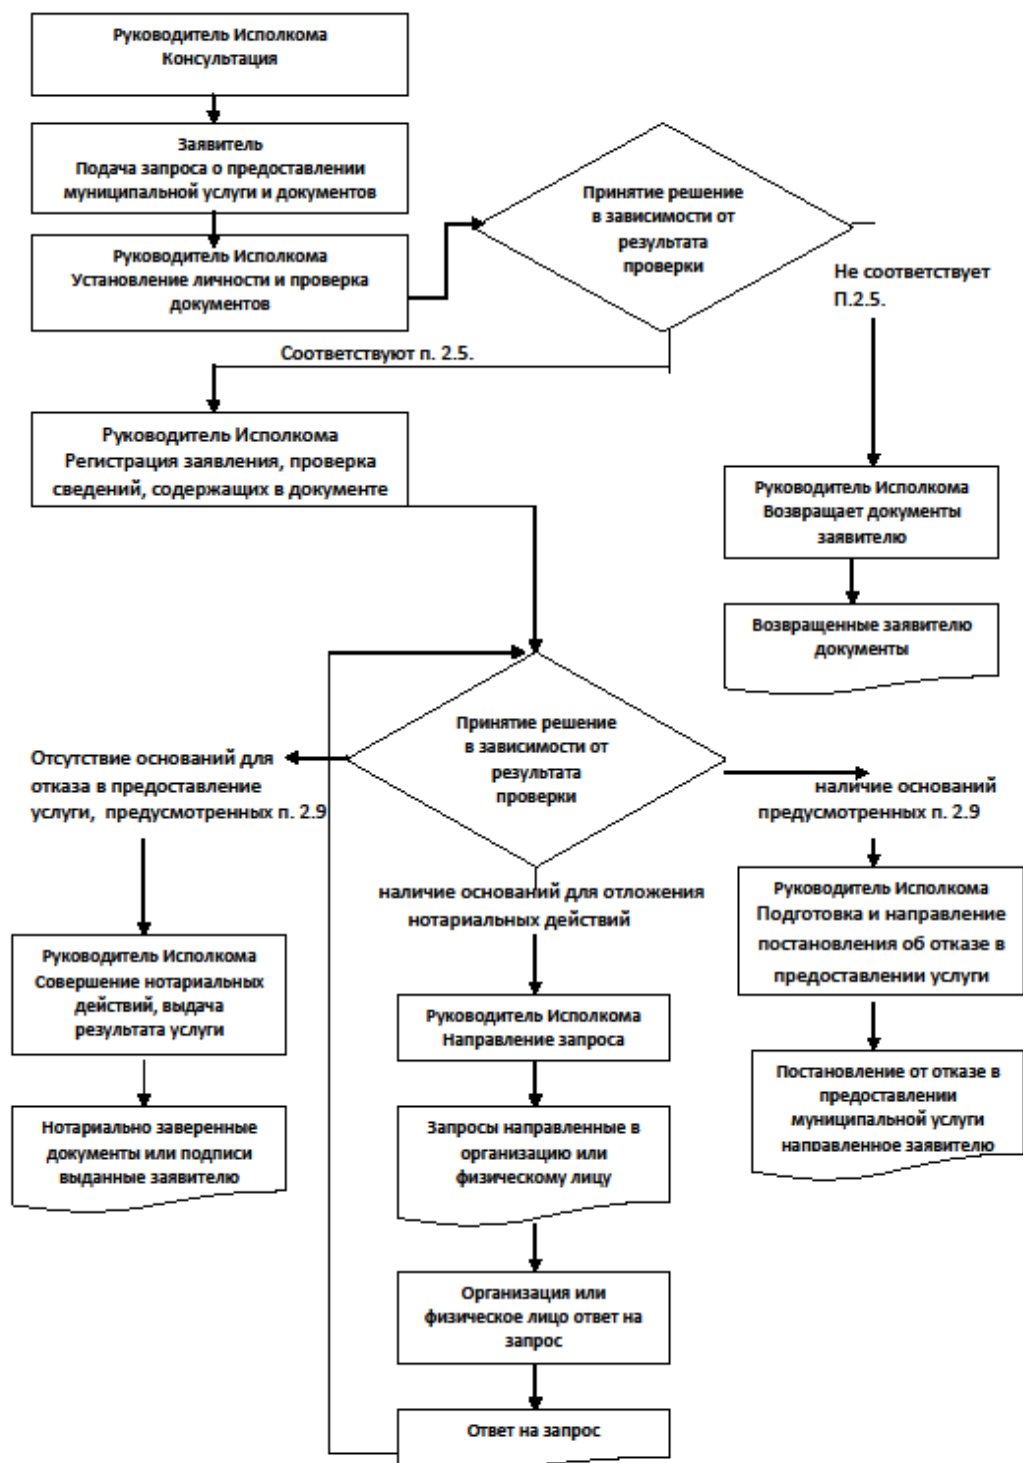 Руководитель Исполкома
Консультация
Заявитель
Подача запроса о предоставлении
муниципальной услуги и документов
Руководитель Исполкома
Установление личности и проверка
документов
Принятие решение
в зависимости от
результата
проверки
Не соответствует
П.2.5.
Соответствуют п. 2.5.
Руководитель Исполкома
Регистрация заявления, проверка
сведений, содержащих в документе
Руководитель Исполкома
Возвращает документы
заявителю
Возвращенные заявителю
документы
Принятие решение
в зависимости от
результата
проверки
Отсутствие оснований для
отказа в предоставление
услуги, предусмотренных п. 2.9
наличие оснований
предусмотренных п. 2.9
наличие оснований для отложения
нотариальных действий
Руководитель Исполкома
Подготовка и направление
постановления об отказе в
предоставлении услуги
Руководитель Исполкома
Совершение нотариальных
действий, выдача
результата услуги
Руководитель Исполкома
Направление запроса
Постановление от отказе в
предоставлении
муниципальной услуги
направленное заявителю
Нотариально заверенные
документы или подписи
выданные заявителю
Запросы направленные в
организацию или
физическому лицу
Организация или
физическое лицо ответ на
запрос
Ответ на запрос